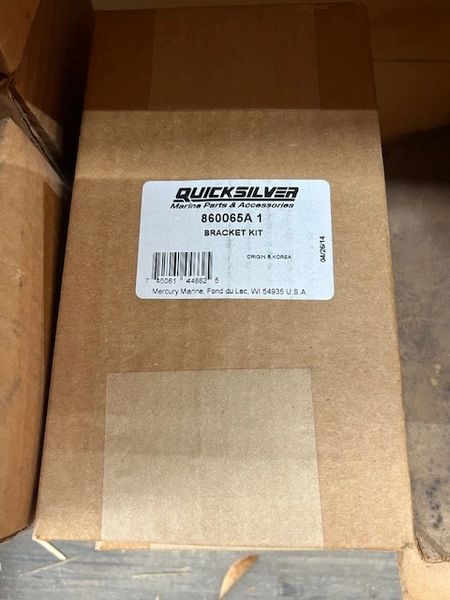 QUICKSILVER
Marine Parts & Accessories
860065A 1
BRACKET KIT
ORIGIN S.KOREA
04/26/14
7 45061 44662 5
Mercury Marine, Fond du Lac, WI 54935 U.S.A.